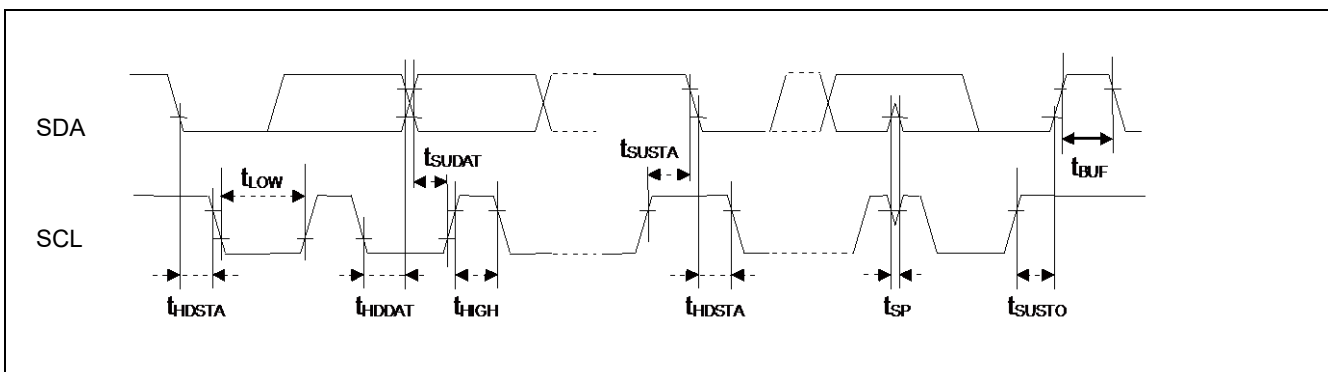 SDA
tSUDAT
tSUSTA
tBUF
tLOW
SCL
tHDSTA
tHDDAT
tHIGH
tHDSTA
tSP
tSUSTO